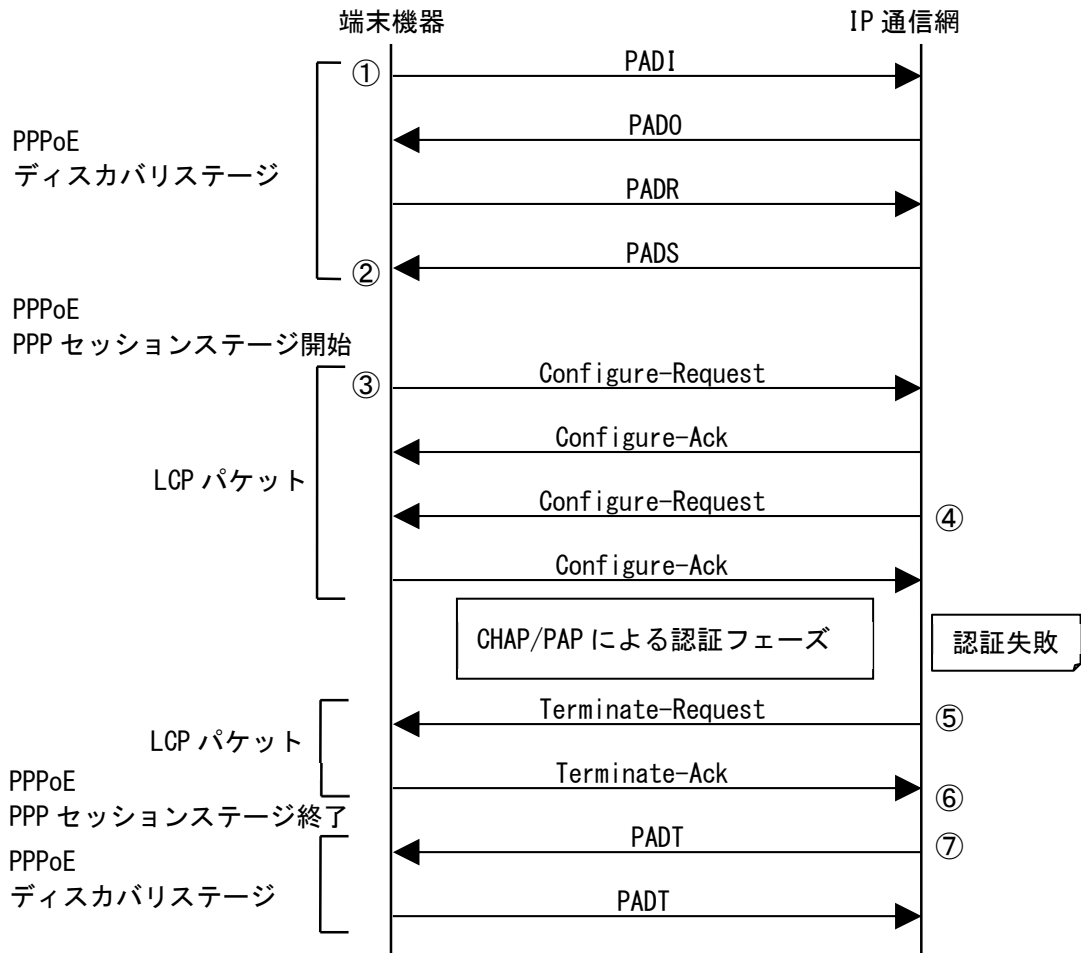 端末機器
IP 通信網
①
PADI
PADO
PPPoE
ディスカバリステージ
PADR
②
PADS
PPPoE
PPP セッションステージ開始
③
Configure-Request
Configure-Ack
LCP パケット
Configure-Request
④
Configure-Ack
CHAP/PAP による認証フェーズ
認証失敗
Terminate-Request
⑤
LCP パケット
Terminate-Ack
⑥
PPPoE
PPP セッションステージ終了
PADT
⑦
PPPoE
ディスカバリステージ
PADT